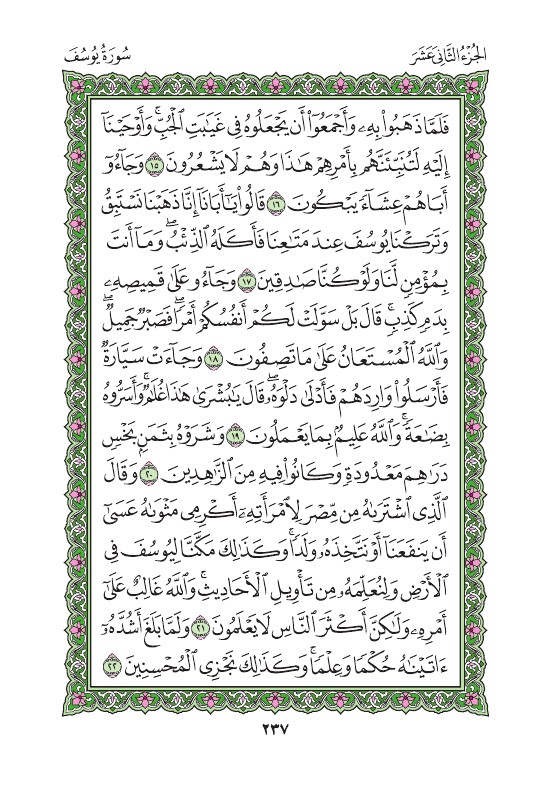 الجُزْءُ الثَّانِي عَشَرَ
سُورَةُ يُوسُفَ
فَلَمَّا ذَهَبُوا۟ بِهِۦ وَأَجْمَعُوٓا۟ أَن يَجْعَلُوهُ فِى غَيَـٰبَتِ ٱلْجُبِّ ۚ وَأَوْحَيْنَآ
إِلَيْهِ لَتُنَبِّئَنَّهُم بِأَمْرِهِمْ هَـٰذَا وَهُمْ لَا يَشْعُرُونَ ١٥ وَجَآءُوٓ
أَبَاهُمْ عِشَآءً يَبْكُونَ ١٦ قَالُوا۟ يَـٰٓأَبَانَآ إِنَّا ذَهَبْنَا نَسْتَبِقُ
وَتَرَكْنَا يُوسُفَ عِندَ مَتَـٰعِنَا فَأَكَلَهُ ٱلذِّئْبُ ۖ وَمَآ أَنتَ
بِمُؤْمِنٍ لَّنَا وَلَوْ كُنَّا صَـٰدِقِينَ ١٧ وَجَآءُو عَلَىٰ قَمِيصِهِۦ
بِدَمٍ كَذِبٍ ۚ قَالَ بَلْ سَوَّلَتْ لَكُمْ أَنفُسُكُمْ أَمْرًا ۖ فَصَبْرٌ جَمِيلٌ ۖ
وَٱللَّهُ ٱلْمُسْتَعَانُ عَلَىٰ مَا تَصِفُونَ ١٨ وَجَآءَتْ سَيَّارَةٌ
فَأَرْسَلُوا۟ وَارِدَهُمْ فَأَدْلَىٰ دَلْوَهُۥ ۖ قَالَ يَـٰبُشْرَىٰ هَـٰذَا غُلَـٰمٌ ۚ وَأَسَرُّوهُ
بِضَـٰعَةً ۚ وَٱللَّهُ عَلِيمٌۢ بِمَا يَعْمَلُونَ ١٩ وَشَرَوْهُ بِثَمَنٍۭ بَخْسٍ
دَرَٰهِمَ مَعْدُودَةٍ وَكَانُوا۟ فِيهِ مِنَ ٱلزَّٰهِدِينَ ٢٠ وَقَالَ
ٱلَّذِى ٱشْتَرَىٰهُ مِن مِّصْرَ لِٱمْرَأَتِهِۦٓ أَكْرِمِى مَثْوَىٰهُ عَسَىٰٓ
أَن يَنفَعَنَآ أَوْ نَتَّخِذَهُۥ وَلَدًا ۚ وَكَذَٰلِكَ مَكَّنَّا لِيُوسُفَ فِى
ٱلْأَرْضِ وَلِنُعَلِّمَهُۥ مِن تَأْوِيلِ ٱلْأَحَادِيثِ ۚ وَٱللَّهُ غَالِبٌ عَلَىٰٓ
أَمْرِهِۦ وَلَـٰكِنَّ أَكْثَرَ ٱلنَّاسِ لَا يَعْلَمُونَ ٢١ وَلَمَّا بَلَغَ أَشُدَّهُۥٓ
ءَاتَيْنَـٰهُ حُكْمًا وَعِلْمًا ۚ وَكَذَٰلِكَ نَجْزِى ٱلْمُحْسِنِينَ ٢٢
٢٣٧